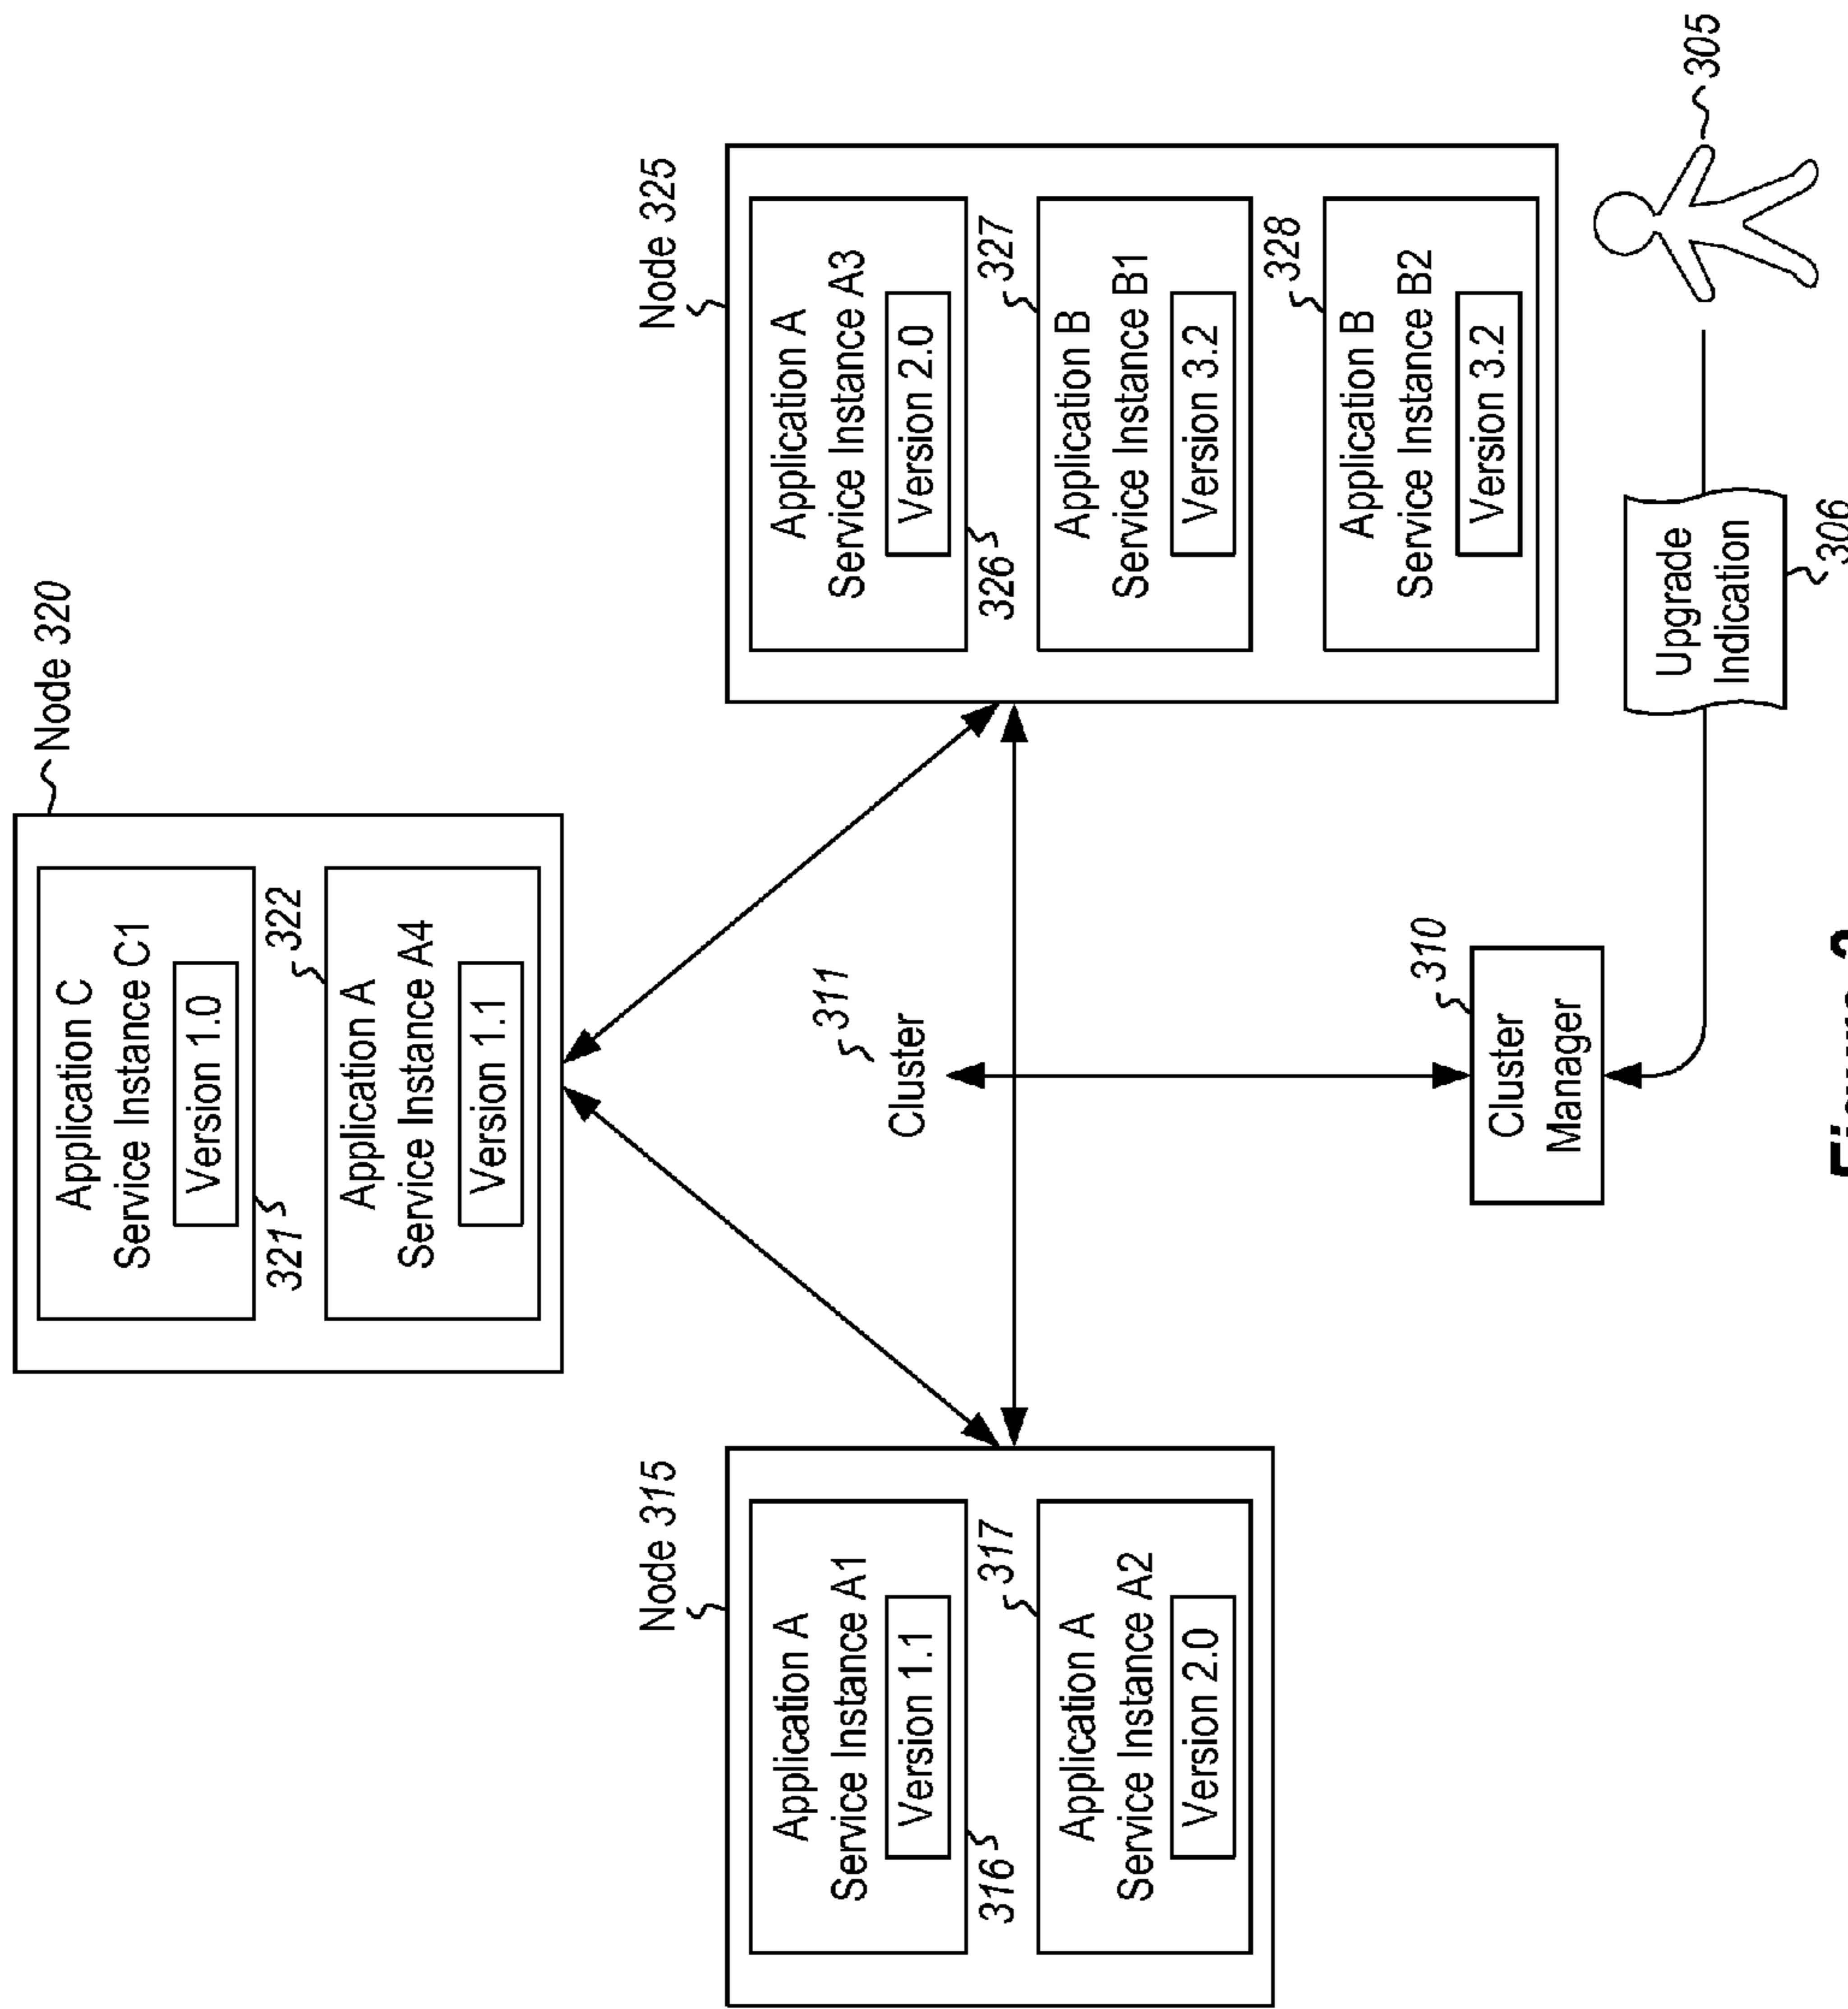 Node 320
Application C
Service Instance C1
Version 1.0
321
322
Application A
Service Instance A4
Version 1.1
Node 315
Application A
Service Instance A1
Version 1.1
316
317
Application A
Service Instance A2
Version 2.0
311
Cluster
Node 325
Application A
Service Instance A3
Version 2.0
326
327
Application B
Service Instance B1
Version 3.2
328
Application B
Service Instance B2
Version 3.2
310
Cluster
Manager
Upgrade
Indication
306
305